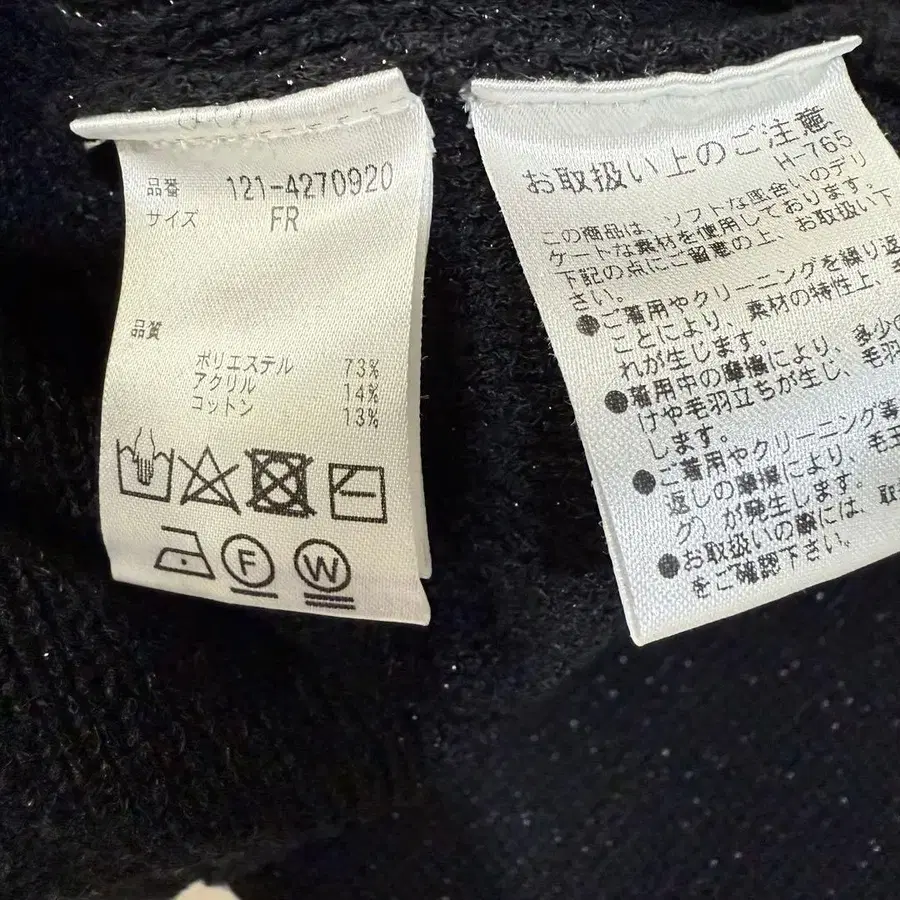 品番 121-4270920
サイズ FR
品質
ポリエステル 73%
アクリル 14%
コットン 13%
F
W
お取扱い上のご注意
H-765
この商品は、ソフトな風合いのデリ
ケートな素材を使用しております。
下記の点にご留意の上、お取扱い下
さい。
●ご着用やクリーニングを繰り返
ことにより、素材の特性上、
れが生じます。
●着用中の摩擦により、多少の
けや毛羽立ちが生し、毛羽
します。
●ご着用やクリーニング等
返しの摩擦により、毛玉
グ)が発生します。
●お取扱いの際には、取
をご確認下さい。